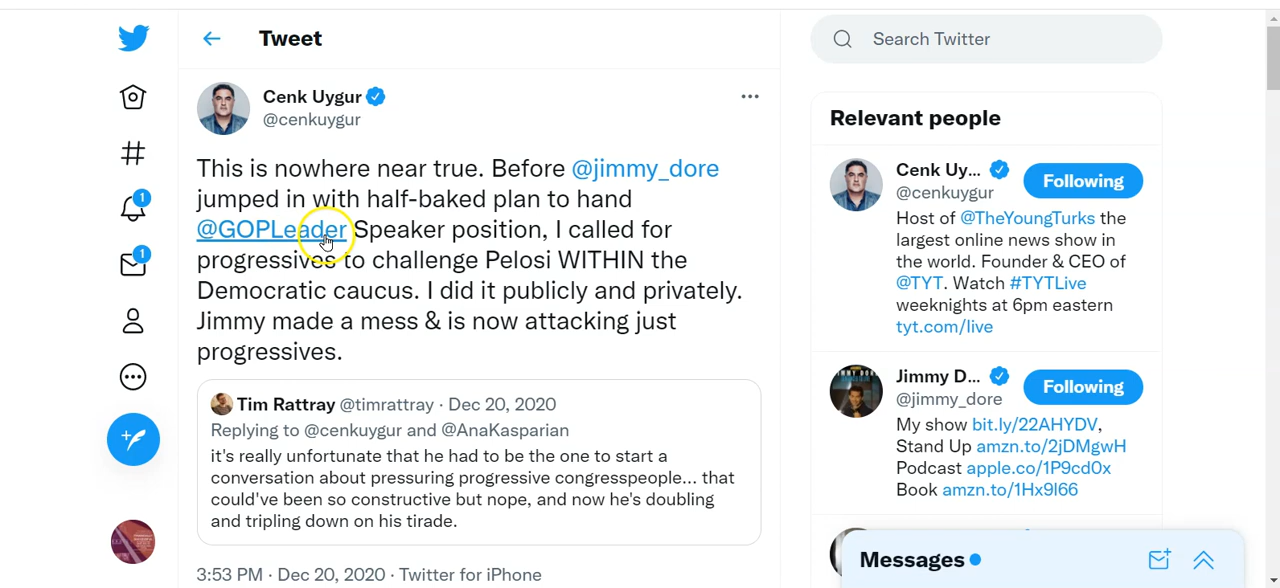 Tweet
Search Twitter
Cenk Uygur
@cenkuygur
This is nowhere near true. Before @jimmy_dore
jumped in with half-baked plan to hand
@GOPLeader Speaker position, I called for
progressives to challenge Pelosi WITHIN the
Democratic caucus. I did it publicly and privately.
Jimmy made a mess & is now attacking just
progressives.
Tim Rattray @timrattray · Dec 20, 2020
Replying to @cenkuygur and @AnaKasparian
it's really unfortunate that he had to be the one to start a
conversation about pressuring progressive congresspeople... that
could've been so constructive but nope, and now he's doubling
and tripling down on his tirade.
3:53 PM · Dec 20, 2020 · Twitter for iPhone
1
1
Relevant people
Cenk Uy...
@cenkuygur
Following
Host of @TheYoungTurks the
largest online news show in
the world. Founder & CEO of
@TYT. Watch #TYTLive
weeknights at 6pm eastern
tyt.com/live
Jimmy D...
@jimmy_dore
Following
My show bit.ly/22AHYDV,
Stand Up amzn.to/2jDMgwH
Podcast apple.co/1P9cd0x
Book amzn.to/1Hx9I66
Messages